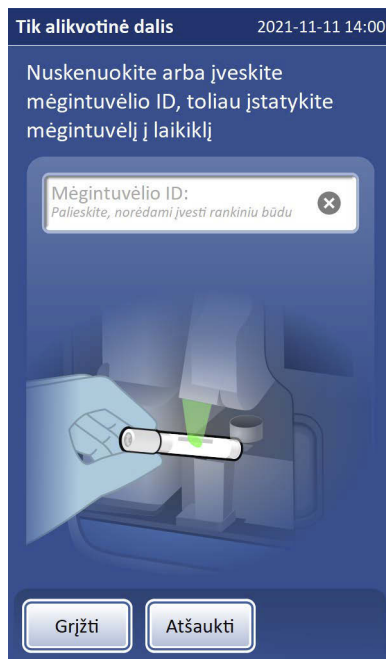 Tik alikvotinė dalis 2021-11-11 14:00
Nuskenuokite arba įveskite
mėgintuvėlio ID, toliau įstatykite
mėgintuvėlį į laikiklį
Mėgintuvėlio ID:
Palieskite, norėdami įvesti rankiniu būdu
Grįžti Atšaukti